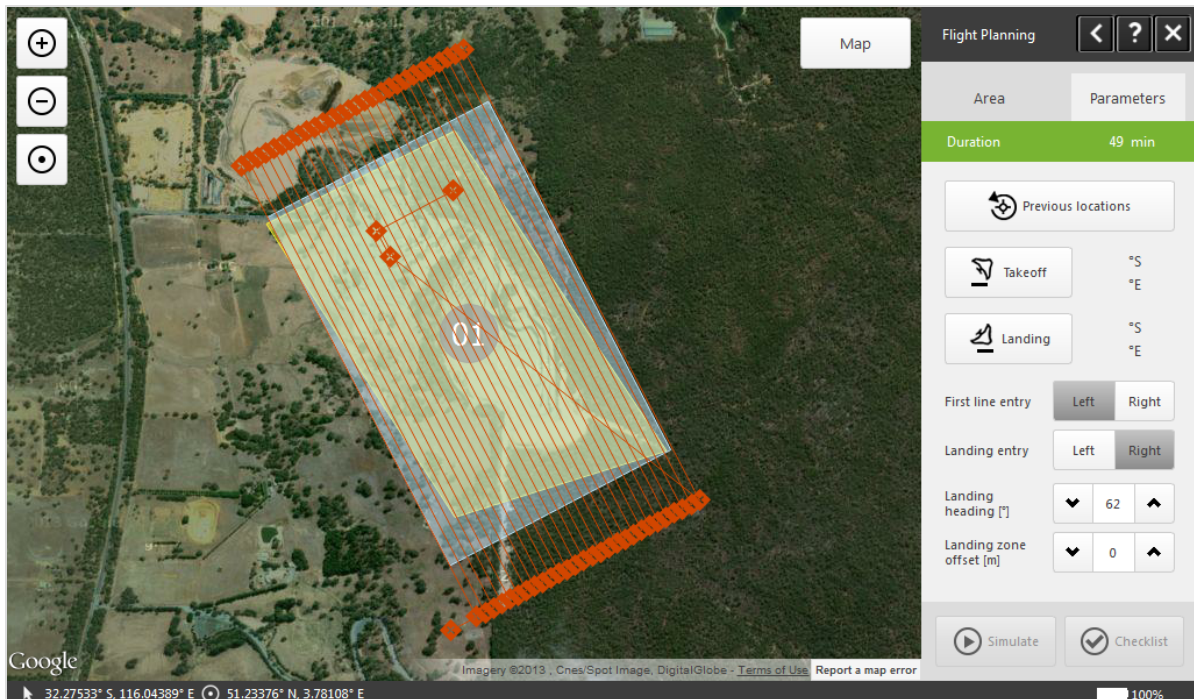 Map
Flight Planning
?
Area
Parameters
Duration
49 min
Previous locations
Takeoff
°S
°E
Landing
°S
°E
First line entry
Left
Right
Landing entry
Left
Right
Landing
heading [°]
62
Landing zone
offset [m]
0
Simulate
Checklist
01
Google
Imagery ©2013 , Cnes/Spot Image, DigitalGlobe - Terms of Use
Report a map error
32.27533° S, 116.04389° E
51.23376° N, 3.78108° E
100%